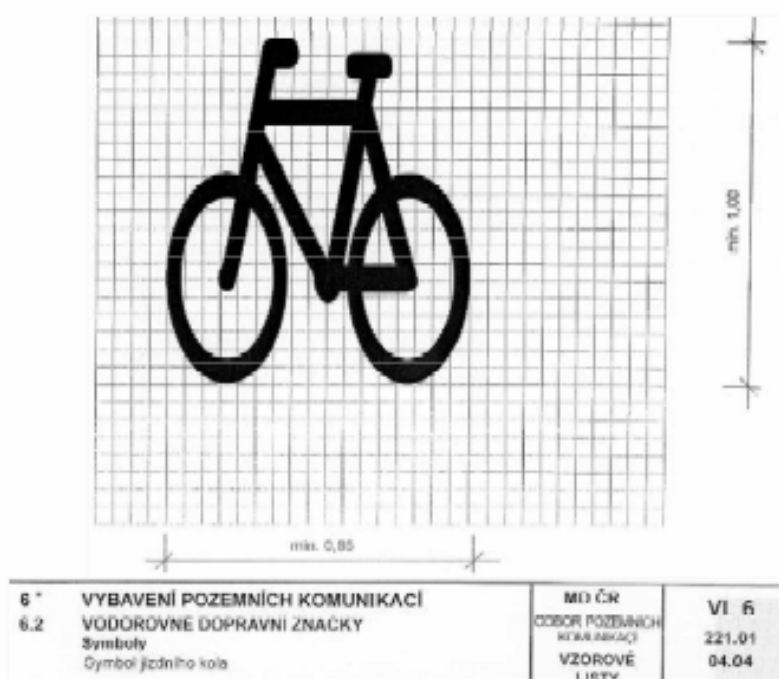 min. 1,00
min. 0,85
6 VYBAVENÍ POZEMNÍCH KOMUNIKACÍ
6.2 VODOROVNÉ DOPRAVNÍ ZNAČKY
Symboly
Symbol jízdního kola
MD ČR
ODBOR POZEMNÍCH
KOMUNIKACÍ
VZOROVÉ
LISTY
VL 6
221.01
04.04